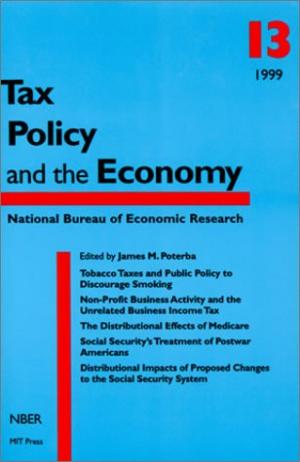 13
1999
Tax
Policy
and the Economy
National Bureau of Economic Research
Edited by James M. Poterba
Tobacco Taxes and Public Policy to
Discourage Smoking
Non-Profit Business Activity and the
Unrelated Business Income Tax
The Distributional Effects of Medicare
Social Security's Treatment of Postwar
Americans
Distributional Impacts of Proposed Changes
to the Social Security System
NBER
MIT Press